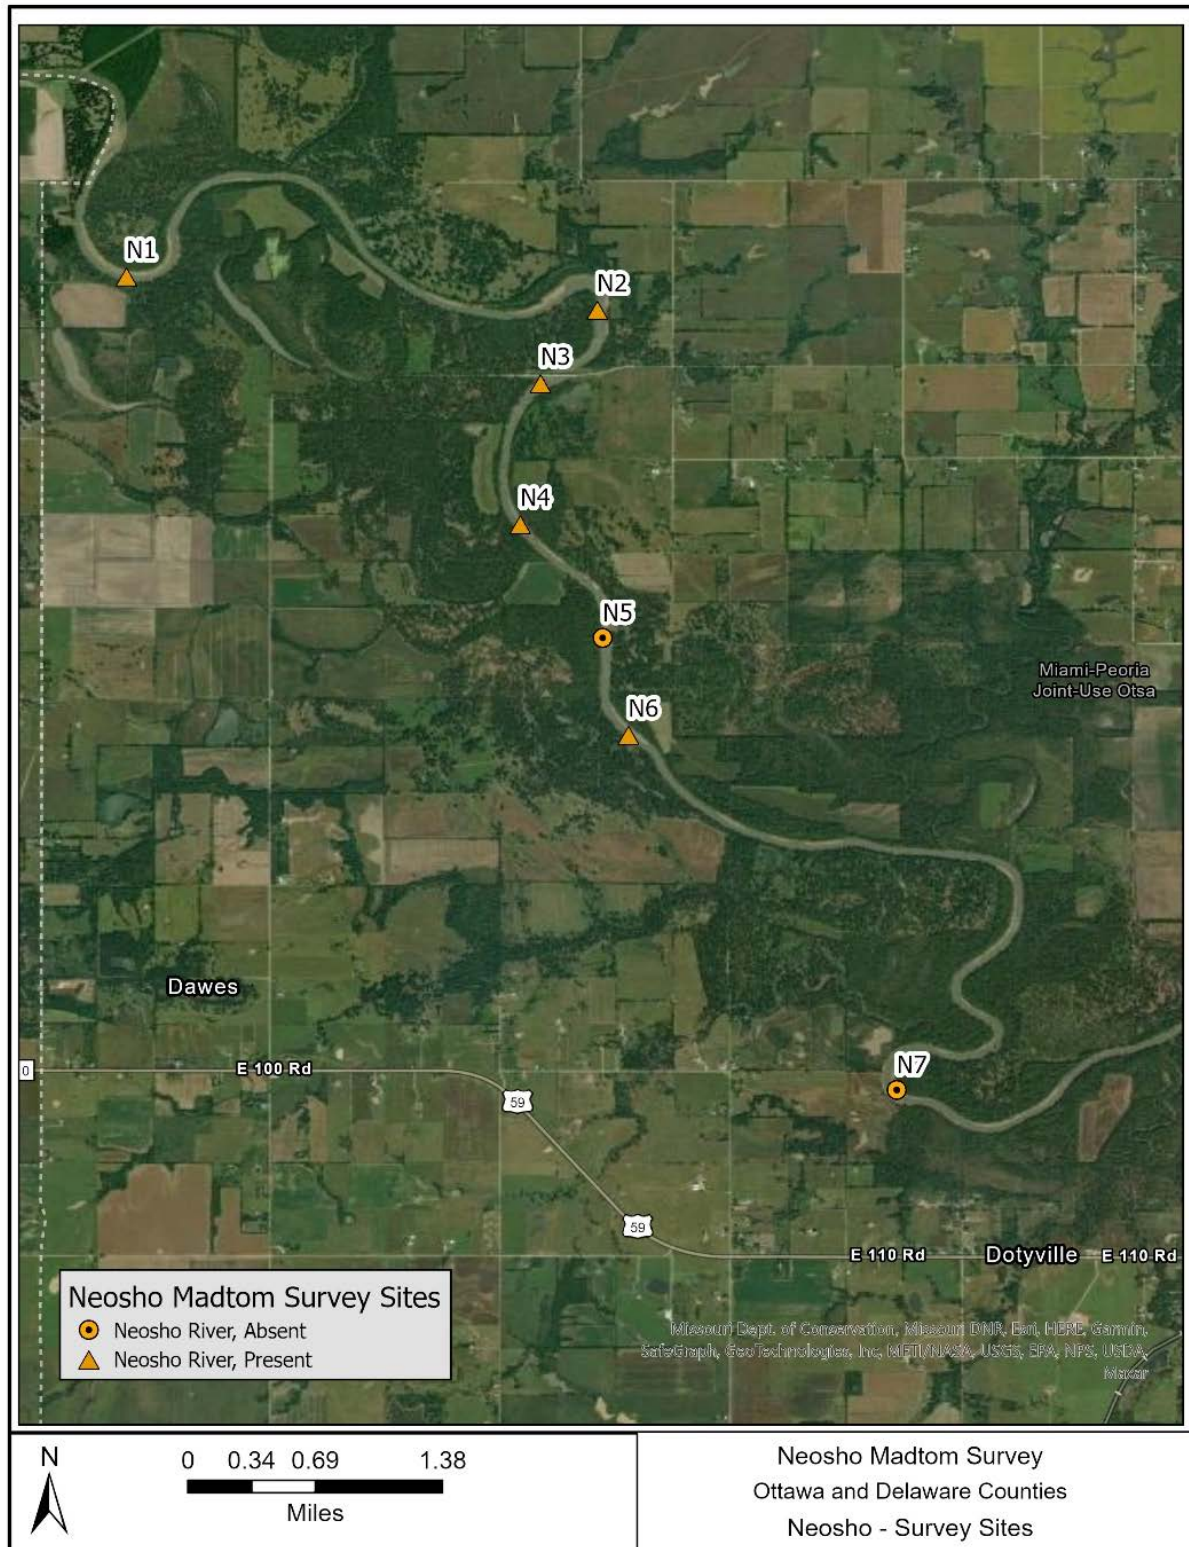 N1
N2
N3
N4
N5
Miami-Peoria
Joint-Use Otsa
N6
Dawes
N7
0
E 100 Rd
59
59
E 110 Rd
Dotyville
E 110 Rd
Neosho Madtom Survey Sites
Neosho River, Absent
Neosho River, Present
Missouri Dept. of Conservation, Missouri DNR, Esri, HERE, Garmin,
SafeGraph, GeoTechnologies, Inc, METI/NASA, USGS, EPA, NPS, USDA,
Maxar
N
0 0.34 0.69 1.38
Miles
Neosho Madtom Survey
Ottawa and Delaware Counties
Neosho - Survey Sites